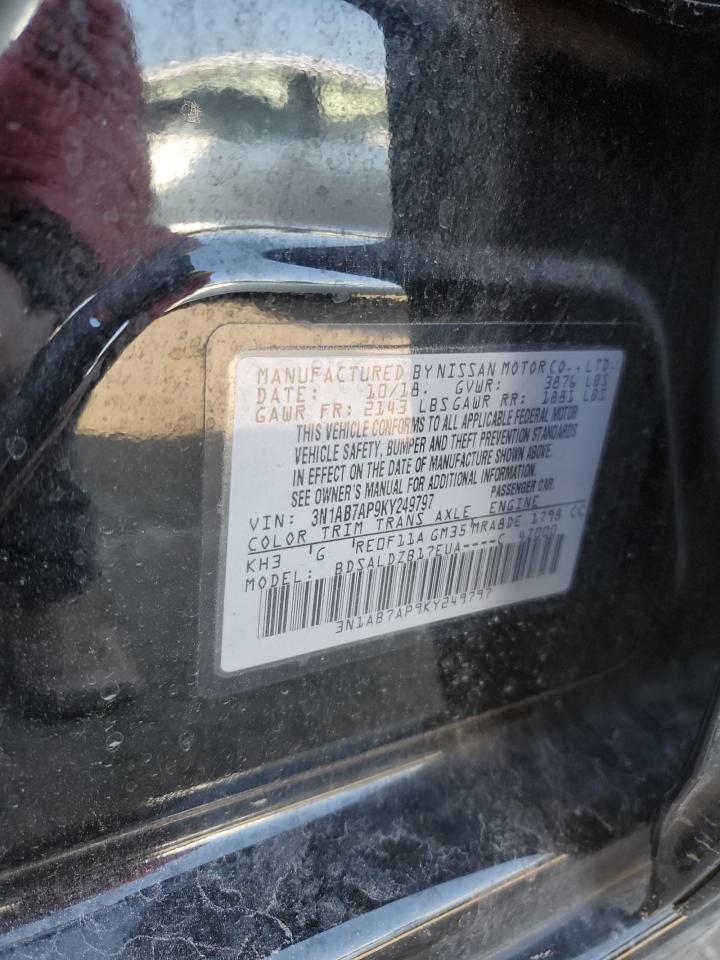 MANUFACTURED BY NISSAN MOTOR CO., LTD.
DATE: 10/18. GVWR: 3876 LBS
GAWR FR: 2143 LBS GAWR RR: 1881 LBS
THIS VEHICLE CONFORMS TO ALL APPLICABLE FEDERAL MOTOR
VEHICLE SAFETY, BUMPER AND THEFT PREVENTION STANDARDS
IN EFFECT ON THE DATE OF MANUFACTURE SHOWN ABOVE.
SEE OWNER'S MANUAL FOR ADDITIONAL INFORMATION.
PASSENGER CAR.
VIN: 3N1AB7AP9KY249797
COLOR TRIM TRANS AXLE ENGINE
KH3 G RE0F11A GM35 MRA8DE 1798 CC
MODEL: BDSALDZB17EUA----C 47000
3N1AB7AP9KY249797